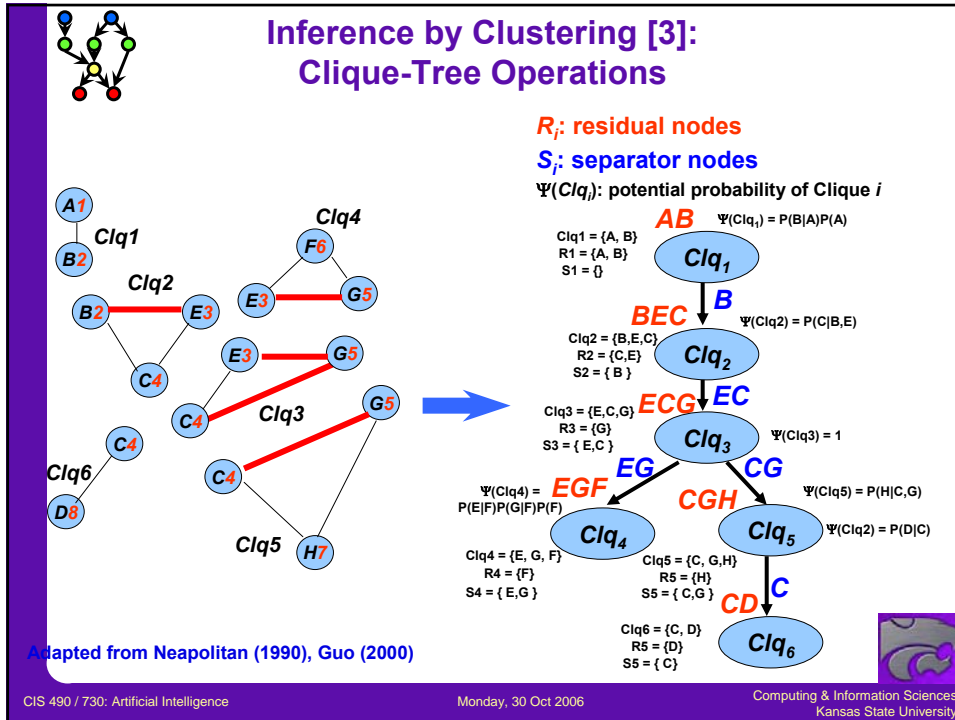 Inference by Clustering [3]:
Clique-Tree Operations
Ri: residual nodes
Si: separator nodes
Ψ(Clqi): potential probability of Clique i
A1
B2
Clq1
Clq2
B2
E3
C4
Clq4
F6
E3
G5
E3
G5
C4
Clq3
G5
C4
H7
Clq5
C4
Clq6
D8
AB
Ψ(Clq1) = P(B|A)P(A)
Clq1 = {A, B}
R1 = {A, B}
S1 = {}
Clq1
B
BEC
Ψ(Clq2) = P(C|B,E)
Clq2 = {B,E,C}
R2 = {C,E}
S2 = { B }
Clq2
EC
ECG
Clq3 = {E,C,G}
R3 = {G}
S3 = { E,C }
Clq3
Ψ(Clq3) = 1
EG
CG
EGF
CGH
Ψ(Clq4) =
P(E|F)P(G|F)P(F)
Clq4
Clq4 = {E, G, F}
R4 = {F}
S4 = { E,G }
Ψ(Clq5) = P(H|C,G)
Clq5
Ψ(Clq2) = P(D|C)
Clq5 = {C, G,H}
R5 = {H}
S5 = { C,G }
C
CD
Clq6 = {C, D}
R5 = {D}
S5 = { C}
Clq6
Adapted from Neapolitan (1990), Guo (2000)
CIS 490 / 730: Artificial Intelligence
Monday, 30 Oct 2006
Computing & Information Sciences
Kansas State University